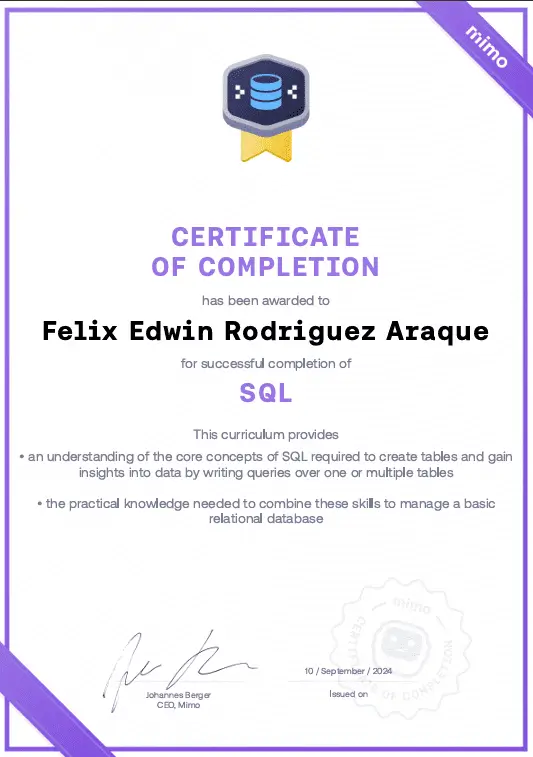 mimo
CERTIFICATE
OF COMPLETION
has been awarded to
Felix Edwin Rodriguez Araque
for successful completion of
SQL
This curriculum provides
• an understanding of the core concepts of SQL required to create tables and gain
insights into data by writing queries over one or multiple tables
• the practical knowledge needed to combine these skills to manage a basic
relational database
mimo
CERTIFICATE OF COMPLETION
10 / September / 2024
Johannes Berger
Issued on
CEO, Mimo